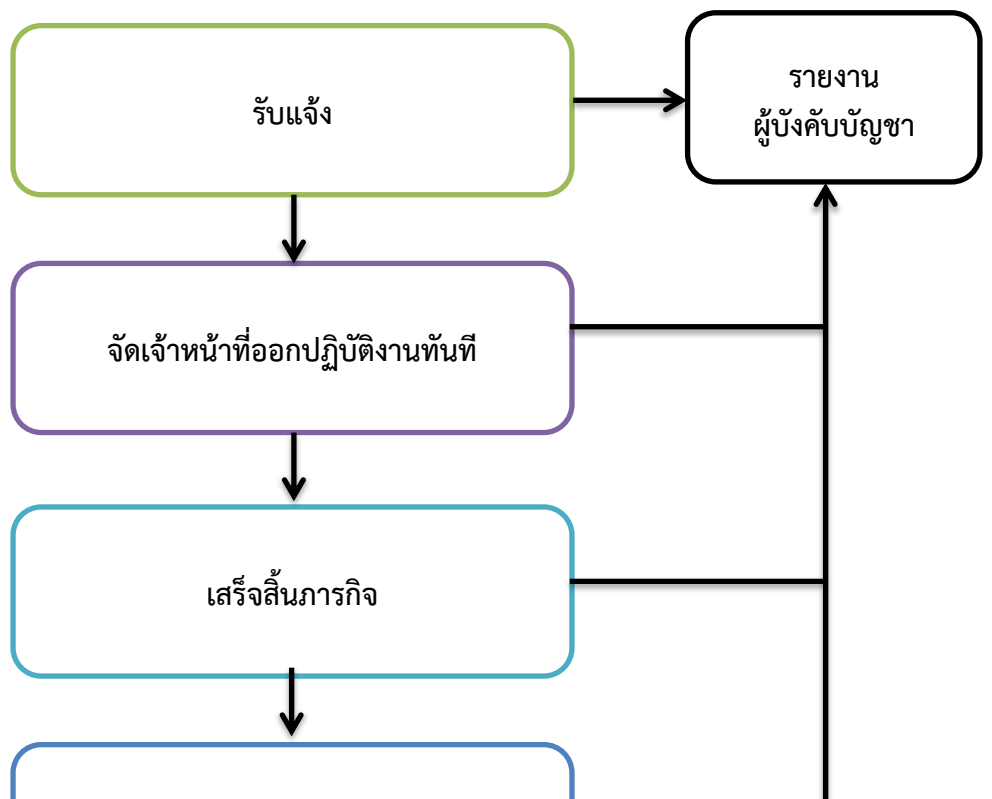 รับแจ้ง
รายงาน
ผู้บังคับบัญชา
จัดเจ้าหน้าที่ออกปฏิบัติงานทันที
เสร็จสิ้นภารกิจ